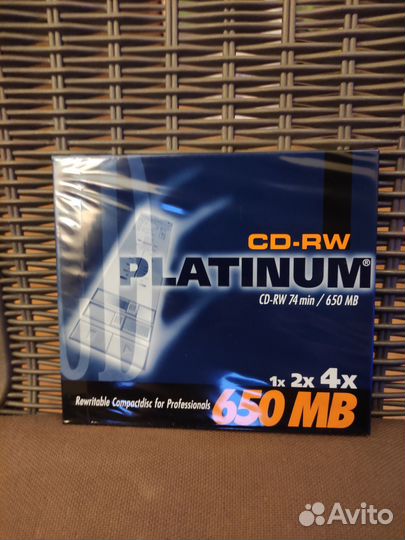 CD-RW
PLATINUM®
CD-RW 74 min / 650 MB
1x 2x 4x
Rewritable Compactdisc for Professionals 650 MB
Avito